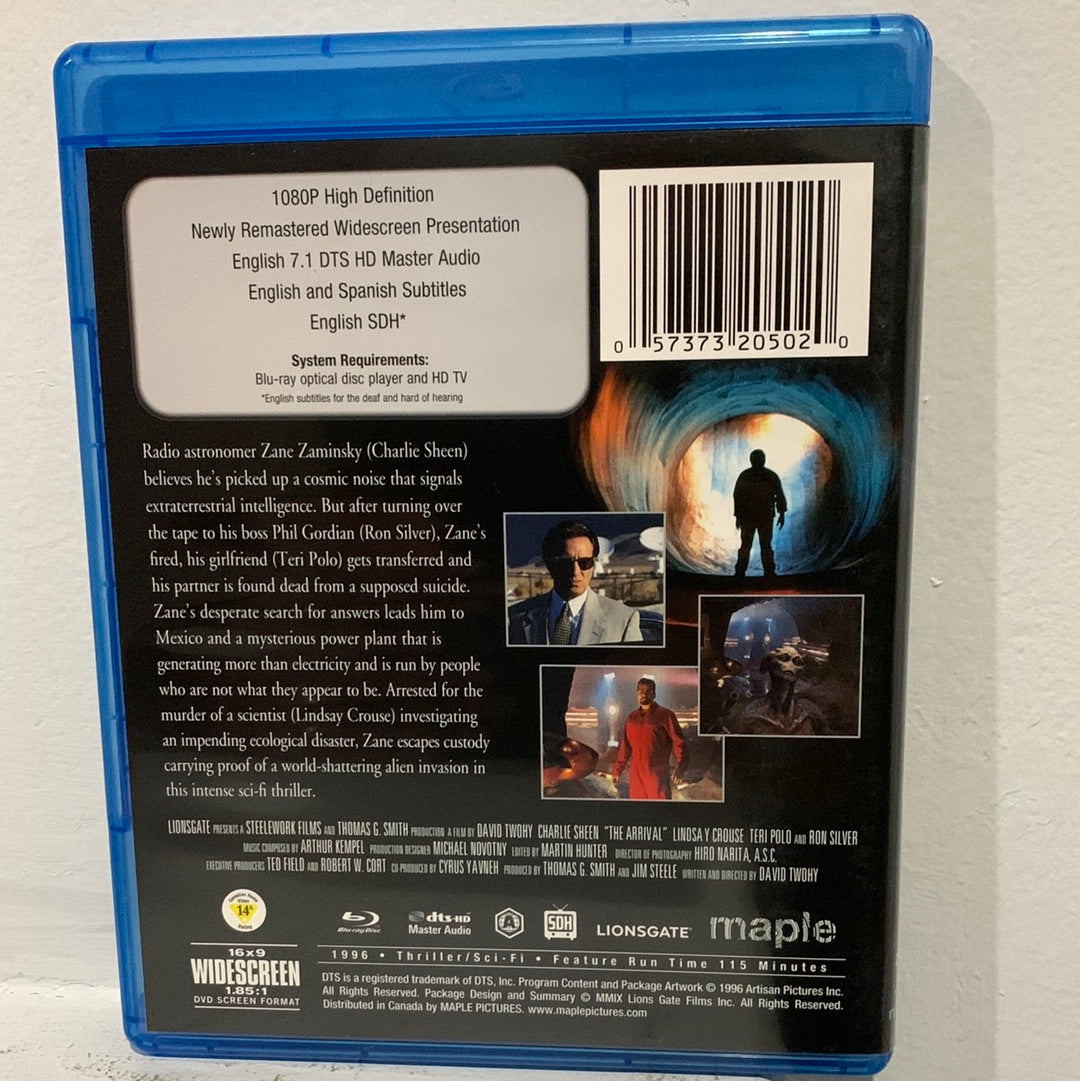 1080P High Definition
Newly Remastered Widescreen Presentation
English 7.1 DTS HD Master Audio
English and Spanish Subtitles
English SDH*
System Requirements:
Blu-ray optical disc player and HD TV
*English subtitles for the deaf and hard of hearing
0 57373 20502 0
Radio astronomer Zane Zaminsky (Charlie Sheen)
believes he's picked up a cosmic noise that signals
extraterrestrial intelligence. But after turning over
the tape to his boss Phil Gordian (Ron Silver), Zane's
fired, his girlfriend (Teri Polo) gets transferred and
his partner is found dead from a supposed suicide.
Zane's desperate search for answers leads him to
Mexico and a mysterious power plant that is
generating more than electricity and is run by people
who are not what they appear to be. Arrested for the
murder of a scientist (Lindsay Crouse) investigating
an impending ecological disaster, Zane escapes custody
carrying proof of a world-shattering alien invasion in
this intense sci-fi thriller.
LIONSGATE PRESENTS A STEELEWORK FILMS AND THOMAS G. SMITH PRODUCTION A FILM BY DAVID TWOHY CHARLIE SHEEN "THE ARRIVAL" LINDSAY CROUSE TERI POLO AND RON SILVER
MUSIC COMPOSED BY ARTHUR KEMPEL PRODUCTION DESIGNER MICHAEL NOVOTNY EDITED BY MARTIN HUNTER DIRECTOR OF PHOTOGRAPHY HIRO NARITA, A.S.C.
EXECUTIVE PRODUCERS TED FIELD AND ROBERT W. CORT CO-PRODUCED BY CYRUS YAVNEH PRODUCED BY THOMAS G. SMITH AND JIM STEELE WRITTEN AND DIRECTED BY DAVID TWOHY
Canadian Home
Video
14A
Rated
Blu-ray Disc
dts-HD
Master Audio
A
SDH
LIONSGATE
maple
16x9
WIDESCREEN
1.85:1
DVD SCREEN FORMAT
1996 • Thriller/Sci-Fi • Feature Run Time 115 Minutes
DTS is a registered trademark of DTS, Inc. Program Content and Package Artwork © 1996 Artisan Pictures Inc.
All Rights Reserved. Package Design and Summary © MMIX Lions Gate Films Inc. All Rights Reserved.
Distributed in Canada by MAPLE PICTURES. www.maplepictures.com